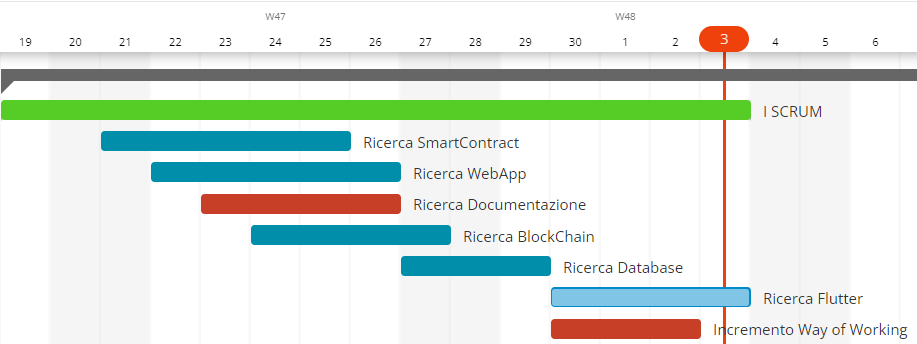 W47 W48
19 20 21 22 23 24 25 26 27 28 29 30 1 2 3 4 5 6
I SCRUM
Ricerca SmartContract
Ricerca WebApp
Ricerca Documentazione
Ricerca BlockChain
Ricerca Database
Ricerca Flutter
Incremento Way of Working